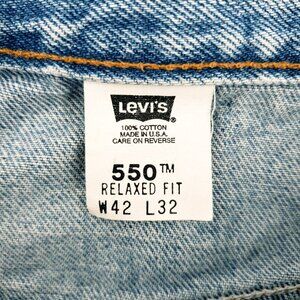 Levi's
100% COTTON
MADE IN U.S.A.
CARE ON REVERSE
550™
RELAXED FIT
W42 L32